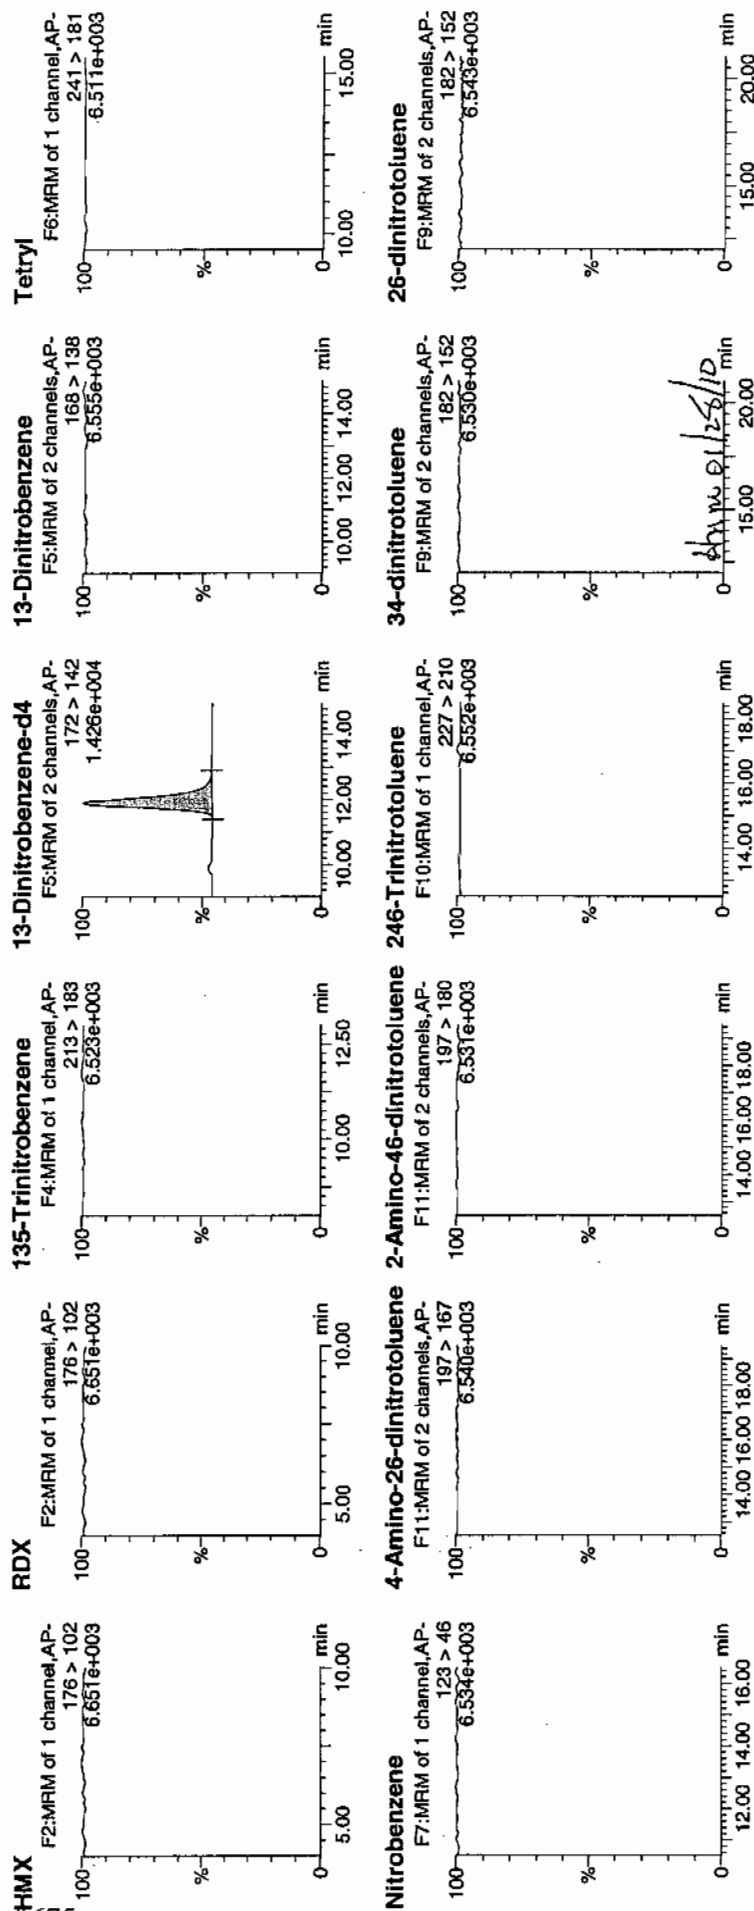 HMX
F2:MRM of 1 channel,AP-
176 > 102
6.651e+003
100
%
0
5.00 10.00 min
RDX
F2:MRM of 1 channel,AP-
176 > 102
6.651e+003
100
%
0
5.00 10.00 min
135-Trinitrobenzene
F4:MRM of 1 channel,AP-
213 > 183
6.523e+003
100
%
0
10.00 12.50 min
13-Dinitrobenzene-d4
F5:MRM of 2 channels,AP-
172 > 142
1.426e+004
100
%
0
10.00 12.00 14.00 min
13-Dinitrobenzene
F5:MRM of 2 channels,AP-
168 > 138
6.555e+003
100
%
0
10.00 12.00 14.00 min
Tetryl
F6:MRM of 1 channel,AP-
241 > 181
6.511e+003
100
%
0
10.00 15.00 min
Nitrobenzene
F7:MRM of 1 channel,AP-
123 > 46
6.534e+003
100
%
0
12.00 14.00 16.00 min
4-Amino-26-dinitrotoluene
F11:MRM of 2 channels,AP-
197 > 167
6.540e+003
100
%
0
14.00 16.00 18.00 min
2-Amino-46-dinitrotoluene
F11:MRM of 2 channels,AP-
197 > 180
6.531e+003
100
%
0
14.00 16.00 18.00 min
246-Trinitrotoluene
F10:MRM of 1 channel,AP-
227 > 210
6.552e+003
100
%
0
14.00 16.00 18.00 min
34-dinitrotoluene
F9:MRM of 2 channels,AP-
182 > 152
6.530e+003
100
%
0
01/28/10
15.00 20.00 min
26-dinitrotoluene
F9:MRM of 2 channels,AP-
182 > 152
6.543e+003
100
%
0
15.00 20.00 min